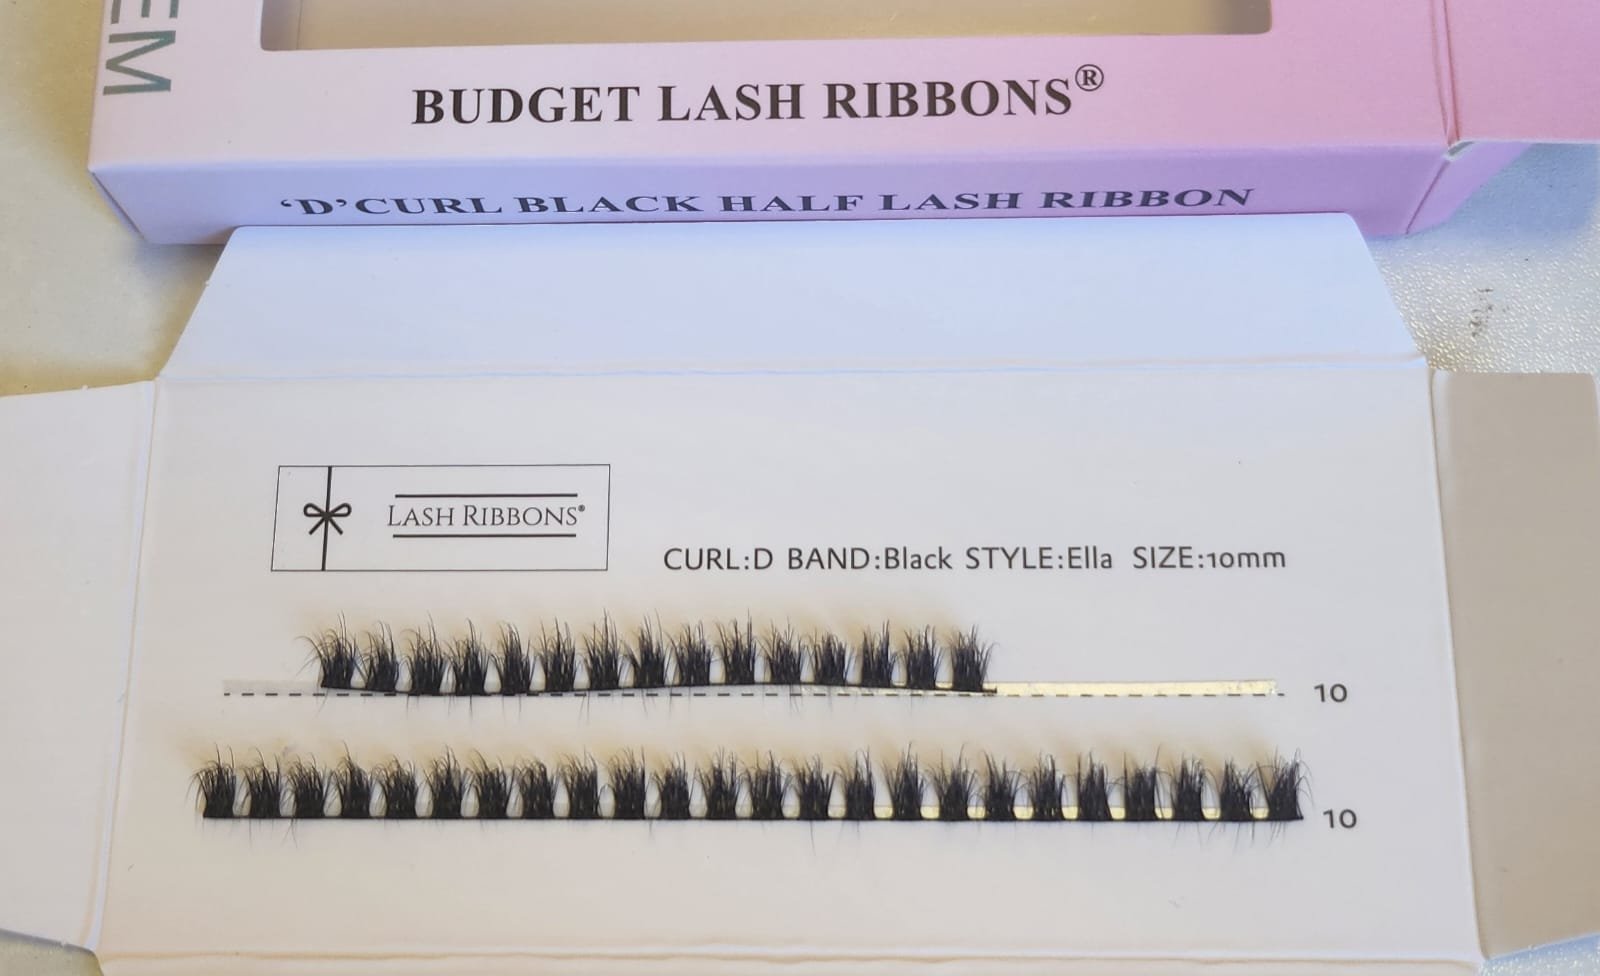 EM
BUDGET LASH RIBBONS®
‘D’CURL BLACK HALF LASH RIBBON
LASH RIBBONS®
CURL:D BAND:Black STYLE:Ella SIZE:10mm
10
10